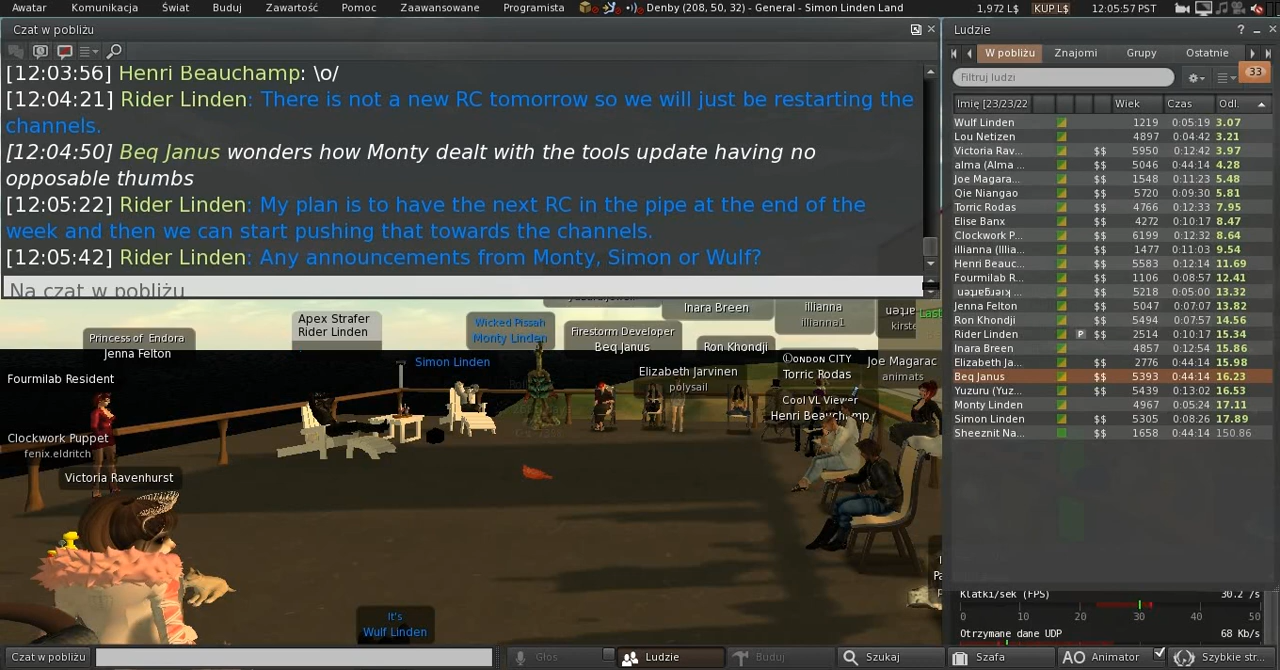 Awatar Komunikacja Świat Buduj Zawartość Pomoc Zaawansowane Programista Denby (208, 50, 32) - General - Simon Linden Land 1,972 L$ KUP L$ 12:05:57 PST
Czat w pobliżu
[12:03:56] Henri Beauchamp: \o/
[12:04:21] Rider Linden: There is not a new RC tomorrow so we will just be restarting the
channels.
[12:04:50] Beq Janus wonders how Monty dealt with the tools update having no
opposable thumbs
[12:05:22] Rider Linden: My plan is to have the next RC in the pipe at the end of the
week and then we can start pushing that towards the channels.
[12:05:42] Rider Linden: Any announcements from Monty, Simon or Wulf?
Na czat w pobliżu
Ludzie
W pobliżu Znajomi Grupy Ostatnie
Filtruj ludzi
33
Imię [23/23/22 Wiek Czas Odl.
Wulf Linden 1219 0:05:19 3.07
Lou Netizen 4897 0:04:42 3.21
Victoria Rav... $$ 5950 0:12:42 3.97
alma (Alma ... $$ 5046 0:44:14 4.28
Joe Magara... $$ 1548 0:11:23 5.48
Qie Niangao $$ 5720 0:09:30 5.81
Torric Rodas $$ 4766 0:12:33 7.95
Elise Banx $$ 4272 0:10:17 8.47
Clockwork P... $$ 6199 0:12:32 8.64
illianna (Illia... $$ 1477 0:11:03 9.54
Henri Beauc... $$ 5583 0:12:14 11.69
Fourmilab R... $$ 1106 0:08:57 12.41
$$ 5218 0:05:00 13.32
Jenna Felton $$ 5047 0:07:07 13.82
Ron Khondji $$ 5494 0:07:57 14.56
Rider Linden P $$ 2514 0:10:17 15.34
Inara Breen 4857 0:12:54 15.86
Elizabeth Ja... $$ 2776 0:44:14 15.98
Beq Janus $$ 5393 0:44:14 16.23
Yuzuru (Yuz... $$ 5439 0:13:02 16.53
Monty Linden 4967 0:05:24 17.11
Simon Linden $$ 5305 0:08:26 17.89
Sheeznit Na... $$ 1658 0:44:14 150.86
Inara Breen
illianna
illianna1
kirste
Last
Princess of Endora
Jenna Felton
Apex Strafer
Rider Linden
Wicked Pissah
Monty Linden
Firestorm Developer
Beq Janus
Ron Khondji
Simon Linden
LONDON CITY
Torric Rodas
Joe Magarac
animats
Elizabeth Jarvinen
polysail
Fourmilab Resident
Cool VL Viewer
Henri Beauchamp
Clockwork Puppet
fenix.eldritch
Victoria Ravenhurst
It's
Wulf Linden
Klatki/sek (FPS) 30.2 /s
0 10 20 30 40 50
Otrzymane dane UDP 68 Kb/s
Czat w pobliżu Głos Ludzie Buduj Szukaj Szafa AO Animator Szybkie str...